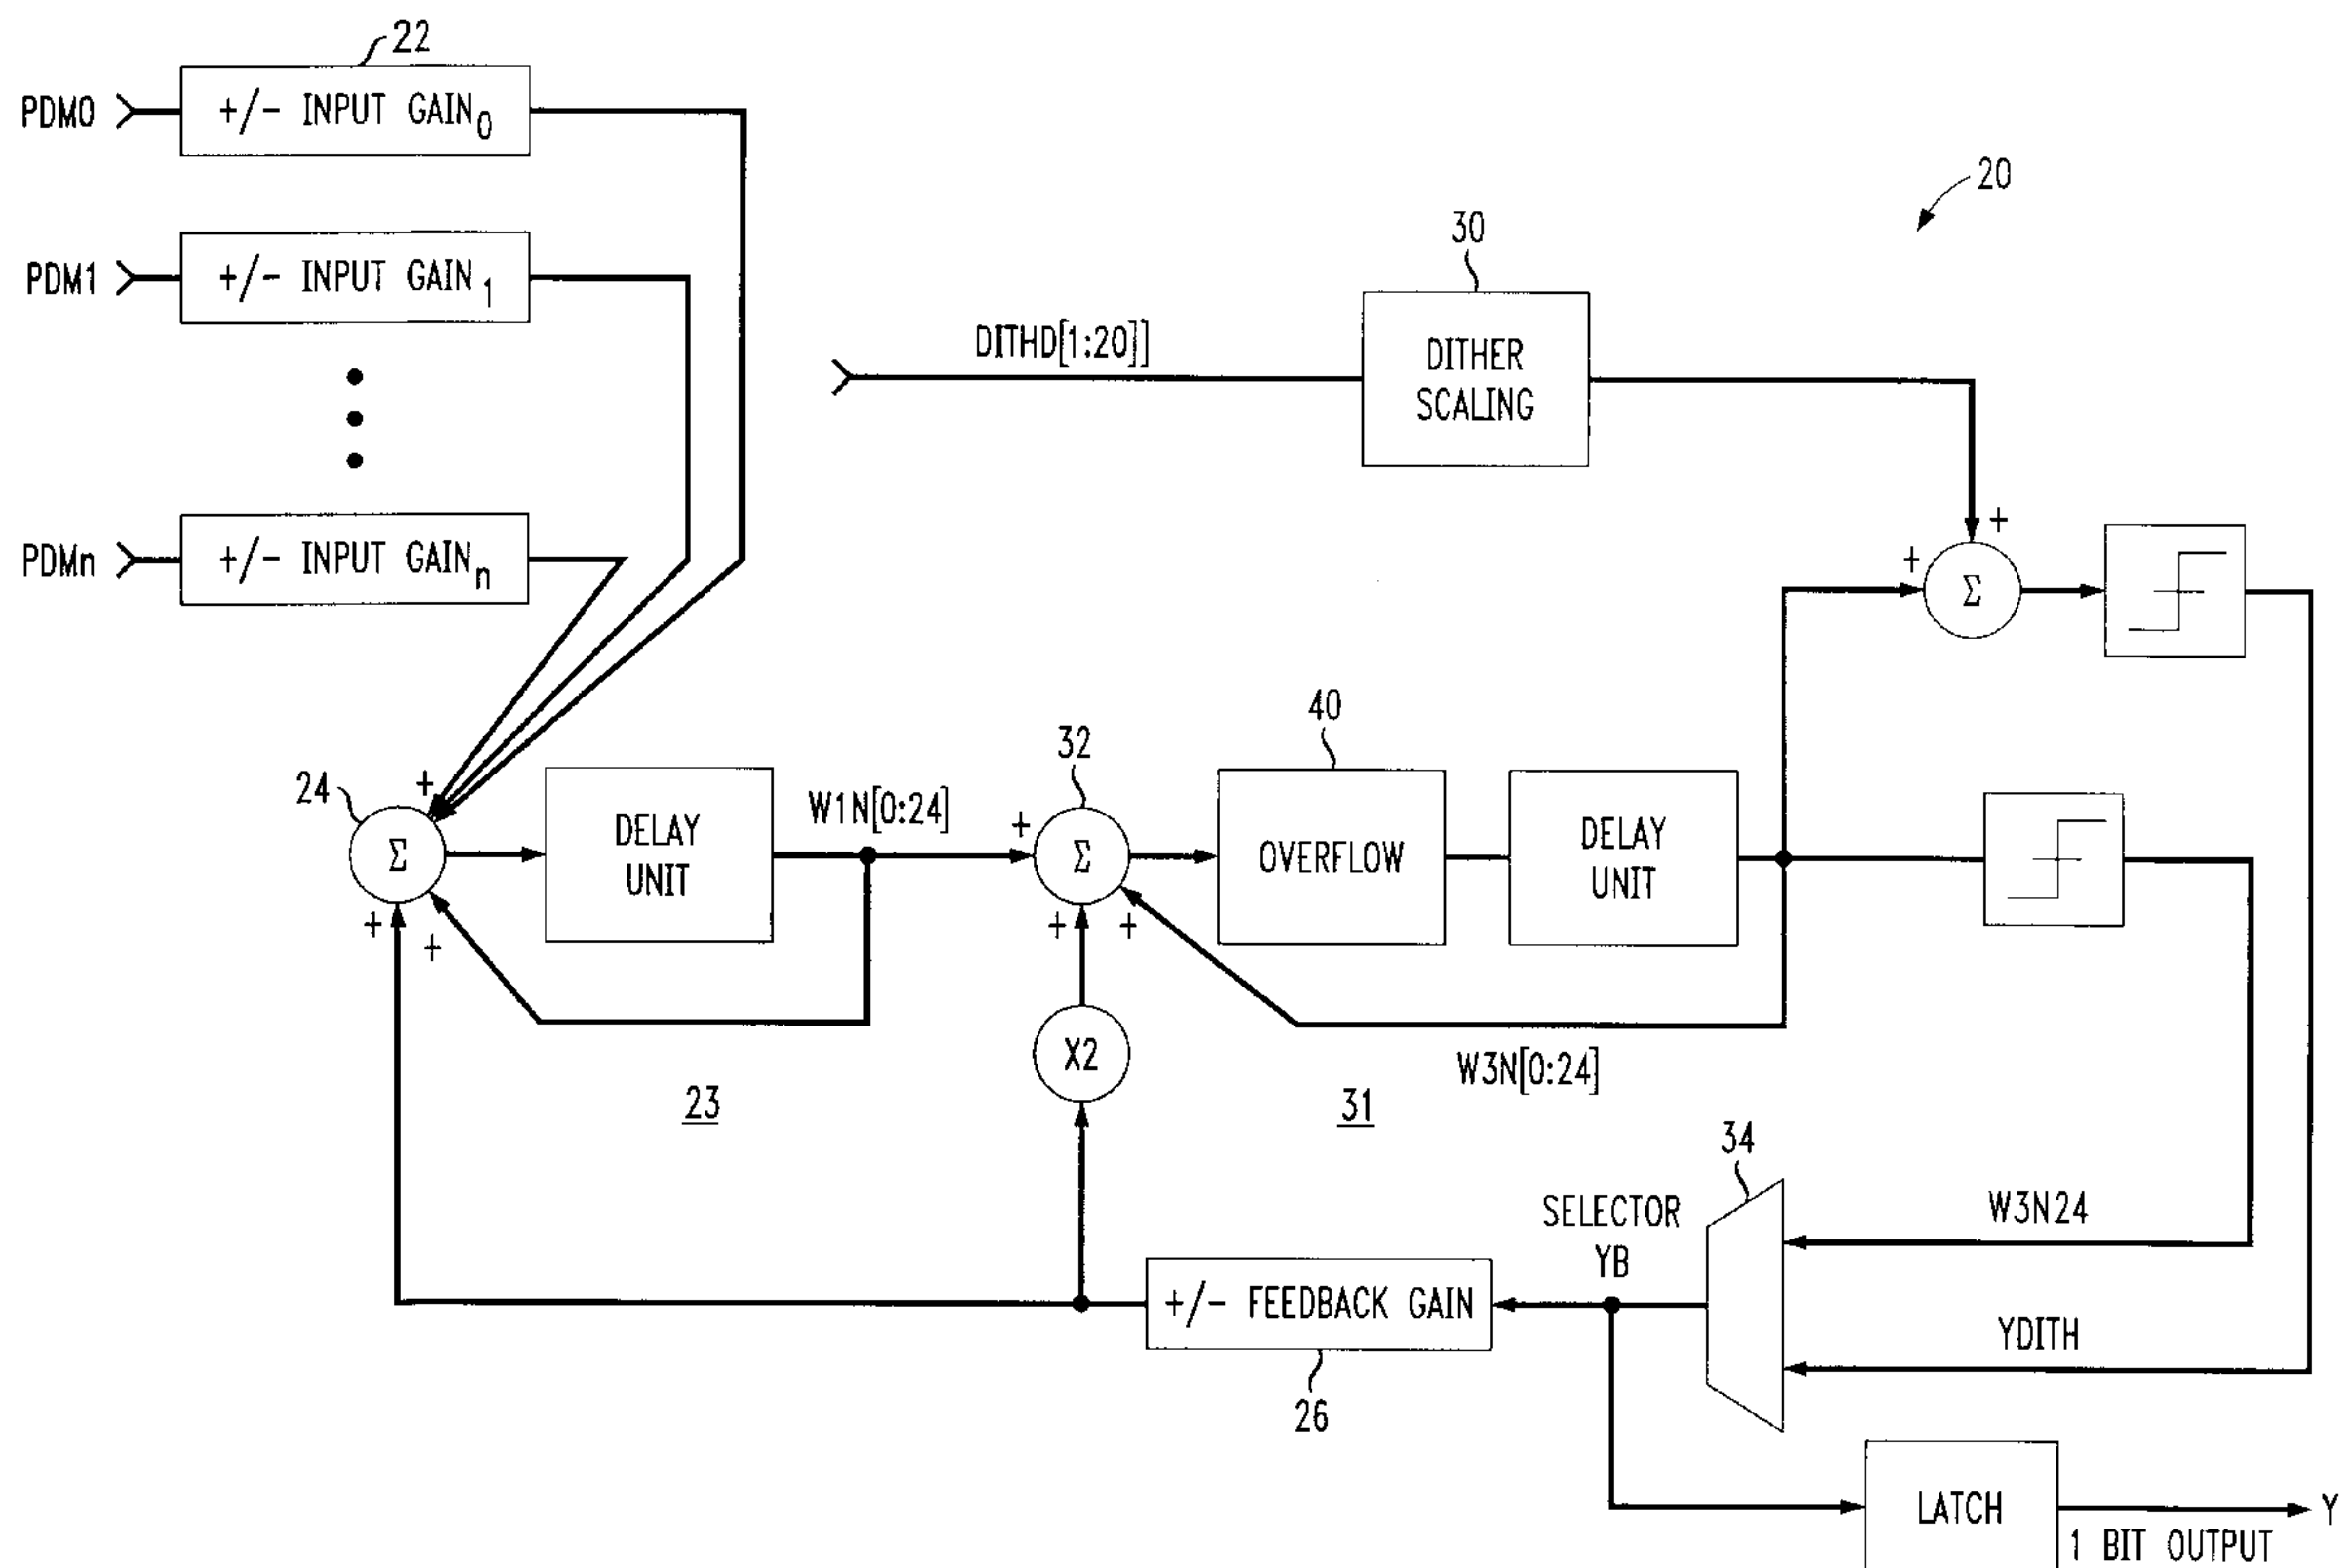 22
PDM0
+/- INPUT GAIN0
20
PDM1
+/- INPUT GAIN1
30
DITHD[1:20]]
DITHER
SCALING
PDMn
+/- INPUT GAINn
+
+
Σ
24
+
Σ
+
+
DELAY
UNIT
W1N[0:24]
32
+
Σ
+
+
40
OVERFLOW
DELAY
UNIT
X2
W3N[0:24]
23
31
34
SELECTOR
YB
W3N24
+/- FEEDBACK GAIN
YDITH
26
LATCH
Y
1 BIT OUTPUT